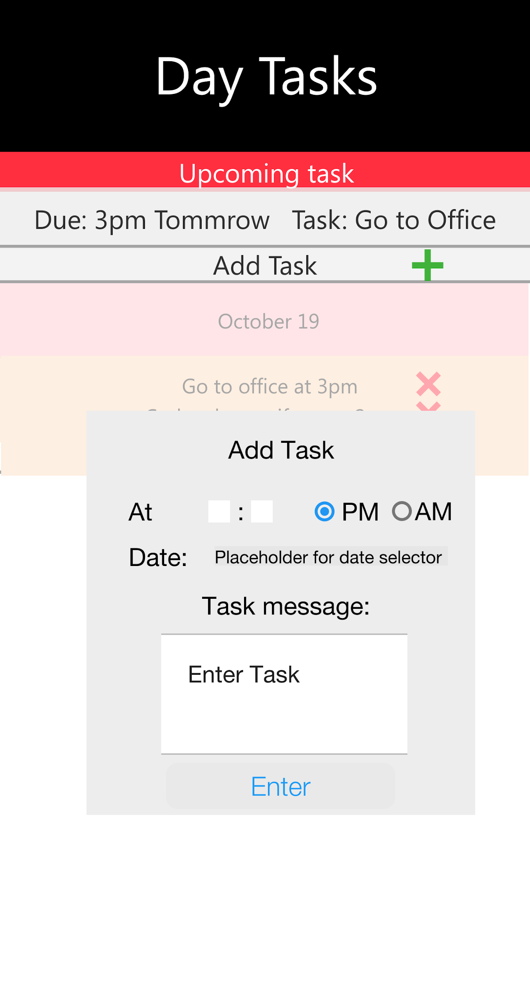 Day Tasks
Upcoming task
Due: 3pm Tommrow Task: Go to Office
Add Task
October 19
Go to office at 3pm
Add Task
At : PM AM
Date: Placeholder for date selector
Task message:
Enter Task
Enter